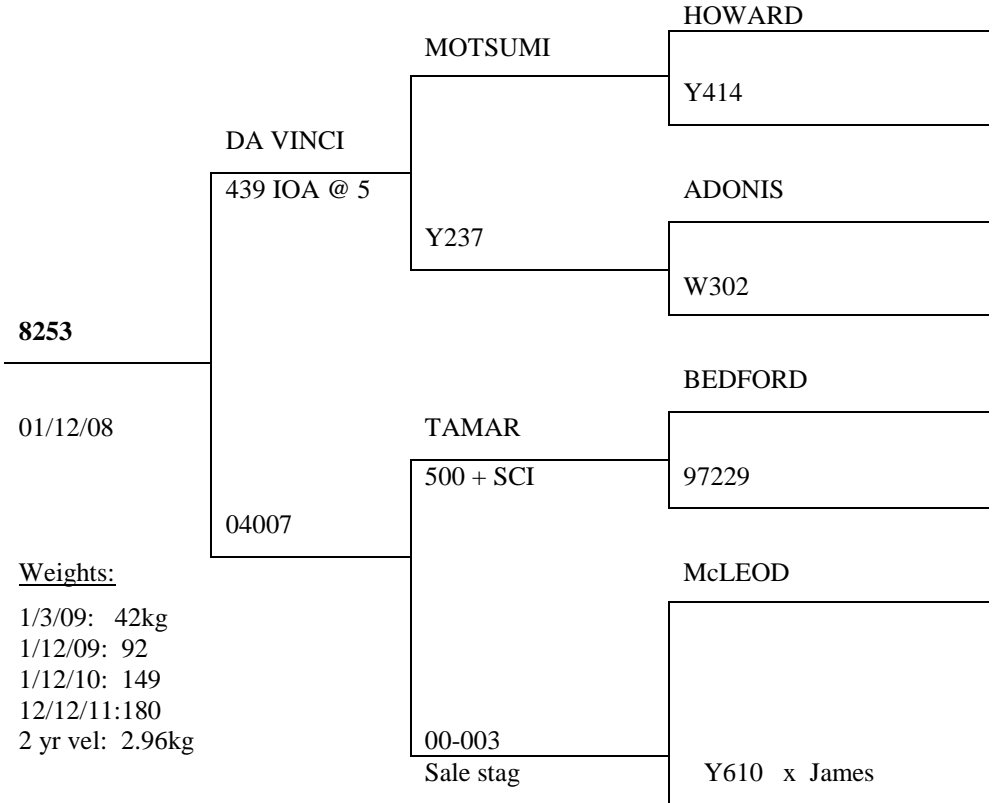 HOWARD
MOTSUMI
Y414
DA VINCI
439 IOA @ 5
ADONIS
Y237
W302
8253
BEDFORD
01/12/08
TAMAR
500 + SCI
97229
04007
Weights:
McLEOD
1/3/09: 42kg
1/12/09: 92
1/12/10: 149
12/12/11:180
2 yr vel: 2.96kg
00-003
Sale stag
Y610 x James